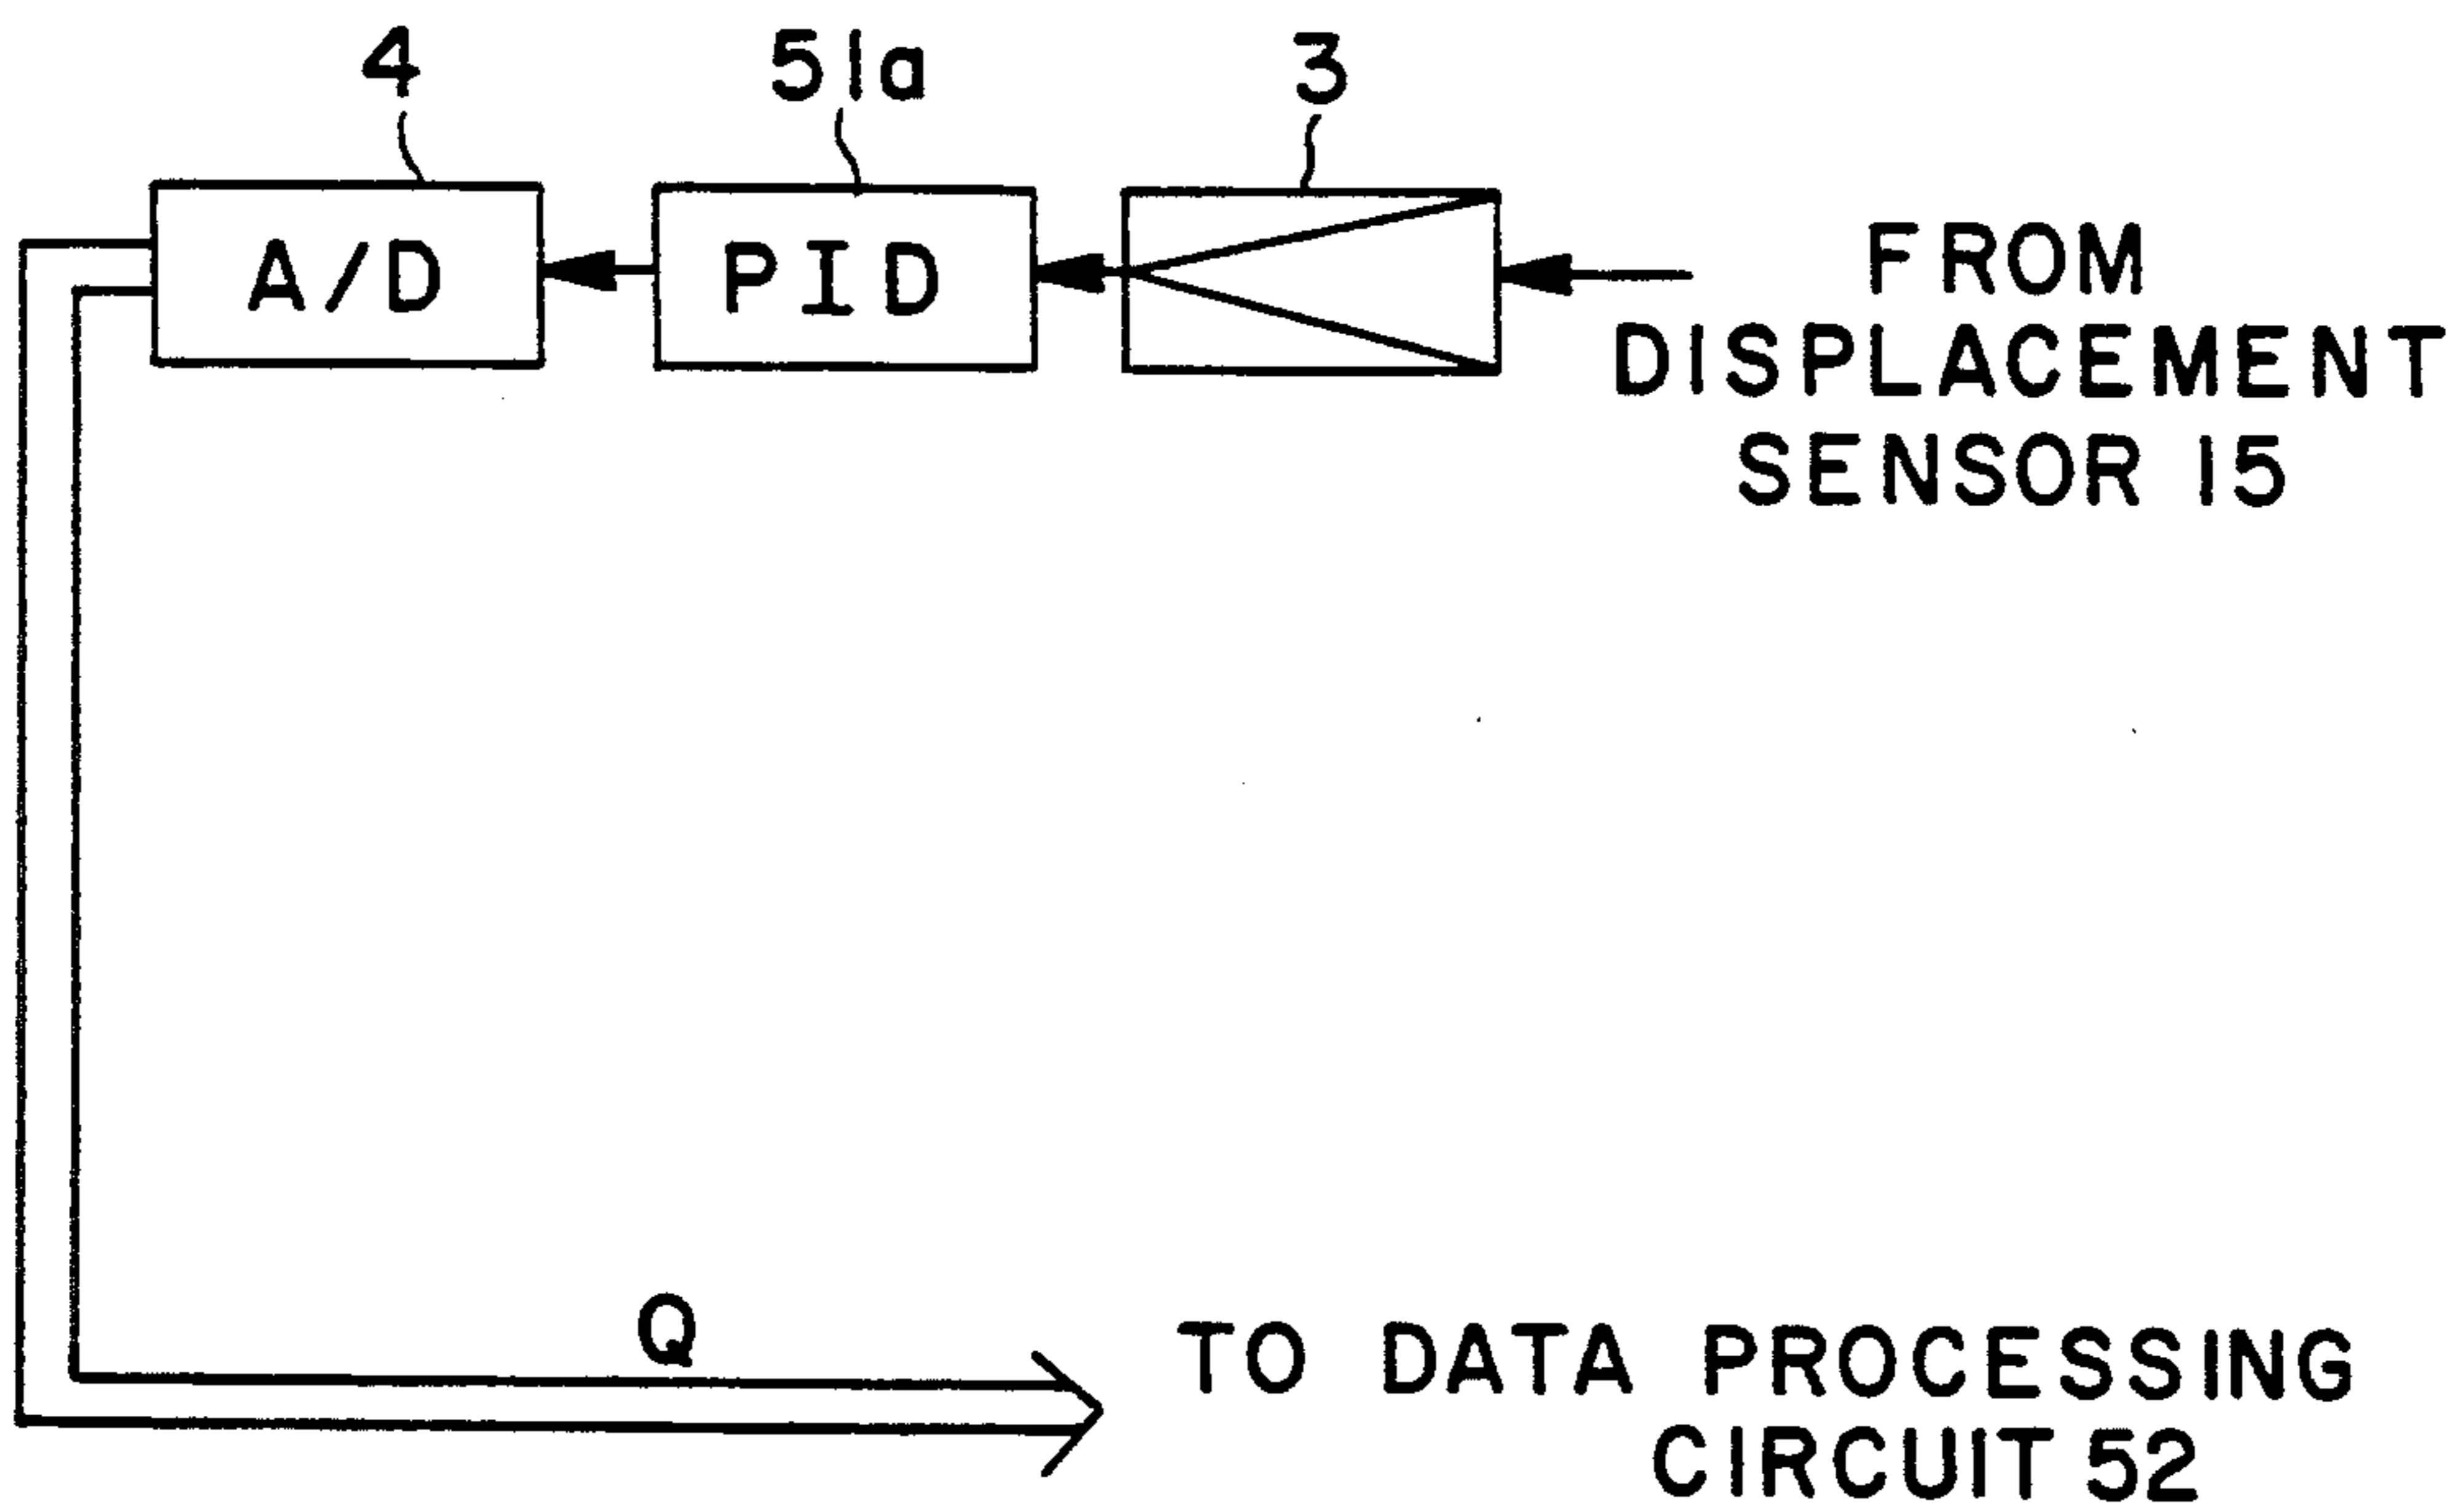 4
51a
3
A/D
PID
FROM
DISPLACEMENT
SENSOR 15
Q
TO DATA PROCESSING
CIRCUIT 52